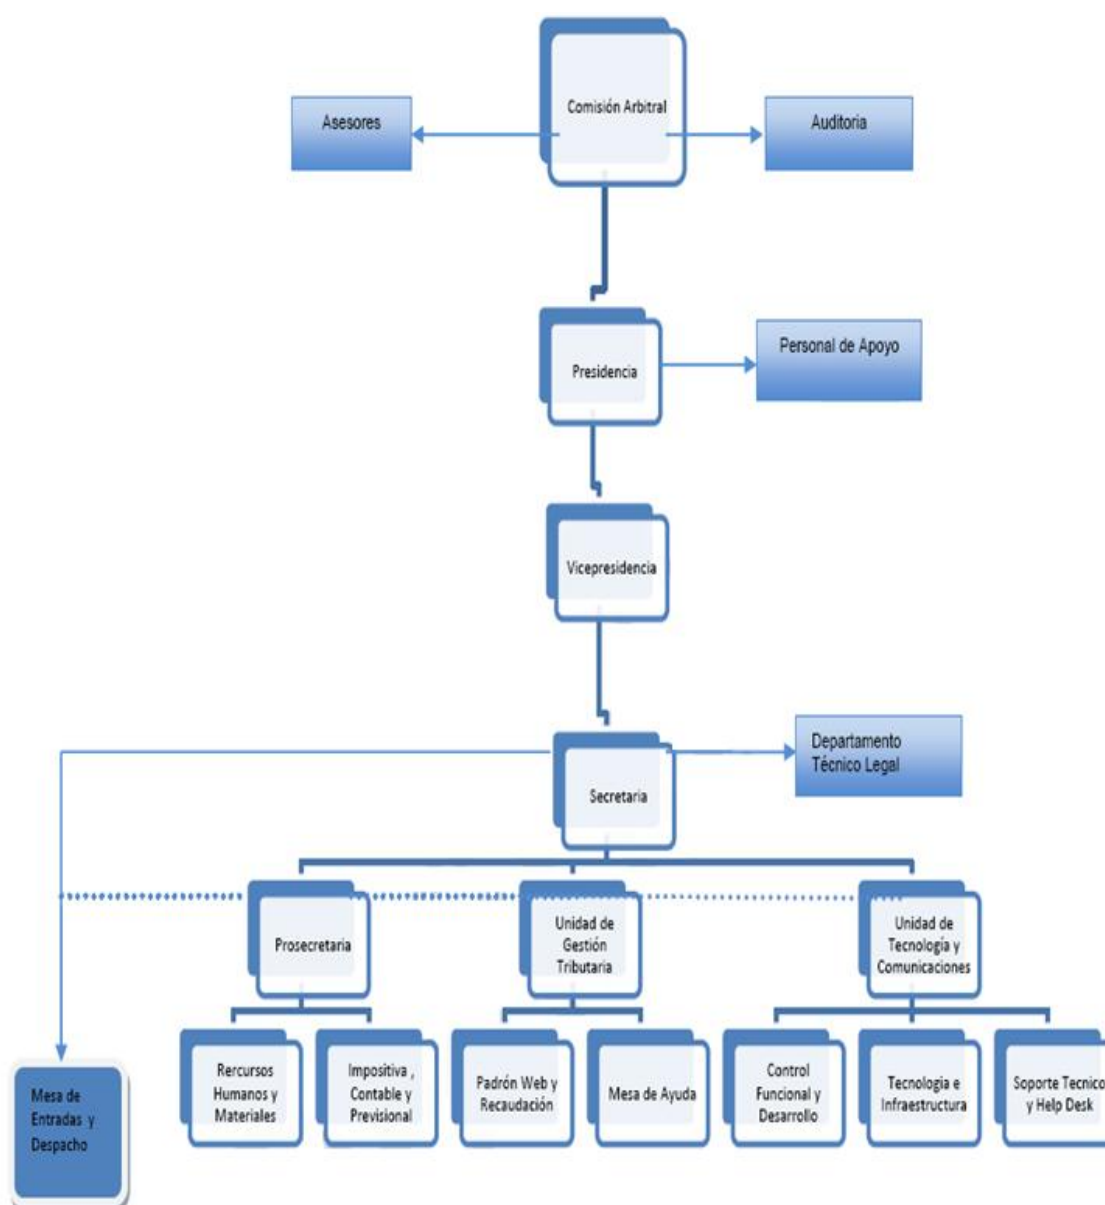 Comisión Arbitral
Asesores
Auditoria
Presidencia
Personal de Apoyo
Vicepresidencia
Departamento
Técnico Legal
Secretaria
Prosecretaria
Unidad de
Gestión
Tributaria
Unidad de
Tecnología y
Comunicaciones
Rercursos
Humanos y
Materiales
Impositiva ,
Contable y
Previsional
Padrón Web y
Recaudación
Mesa de Ayuda
Control
Funcional y
Desarrollo
Tecnologia e
Infraestructura
Soporte Tecnico
y Help Desk
Mesa de
Entradas y
Despacho